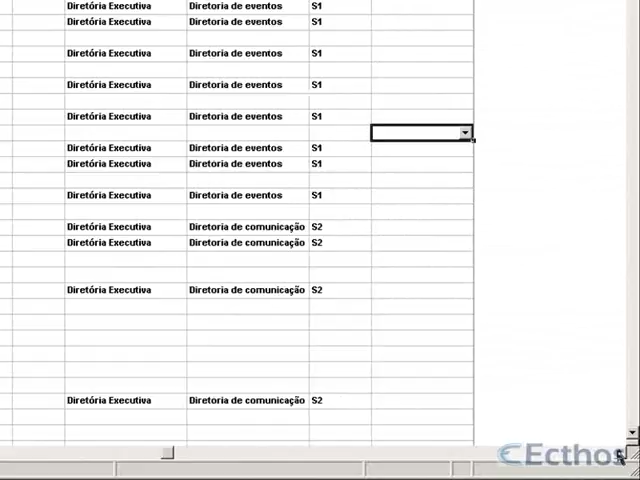 Diretória Executiva Diretoria de eventos S1
Diretória Executiva Diretoria de eventos S1
Diretória Executiva Diretoria de eventos S1
Diretória Executiva Diretoria de eventos S1
Diretória Executiva Diretoria de eventos S1
Diretória Executiva Diretoria de eventos S1
Diretória Executiva Diretoria de eventos S1
Diretória Executiva Diretoria de eventos S1
Diretória Executiva Diretoria de comunicação S2
Diretória Executiva Diretoria de comunicação S2
Diretória Executiva Diretoria de comunicação S2
Diretória Executiva Diretoria de comunicação S2
Ecthos